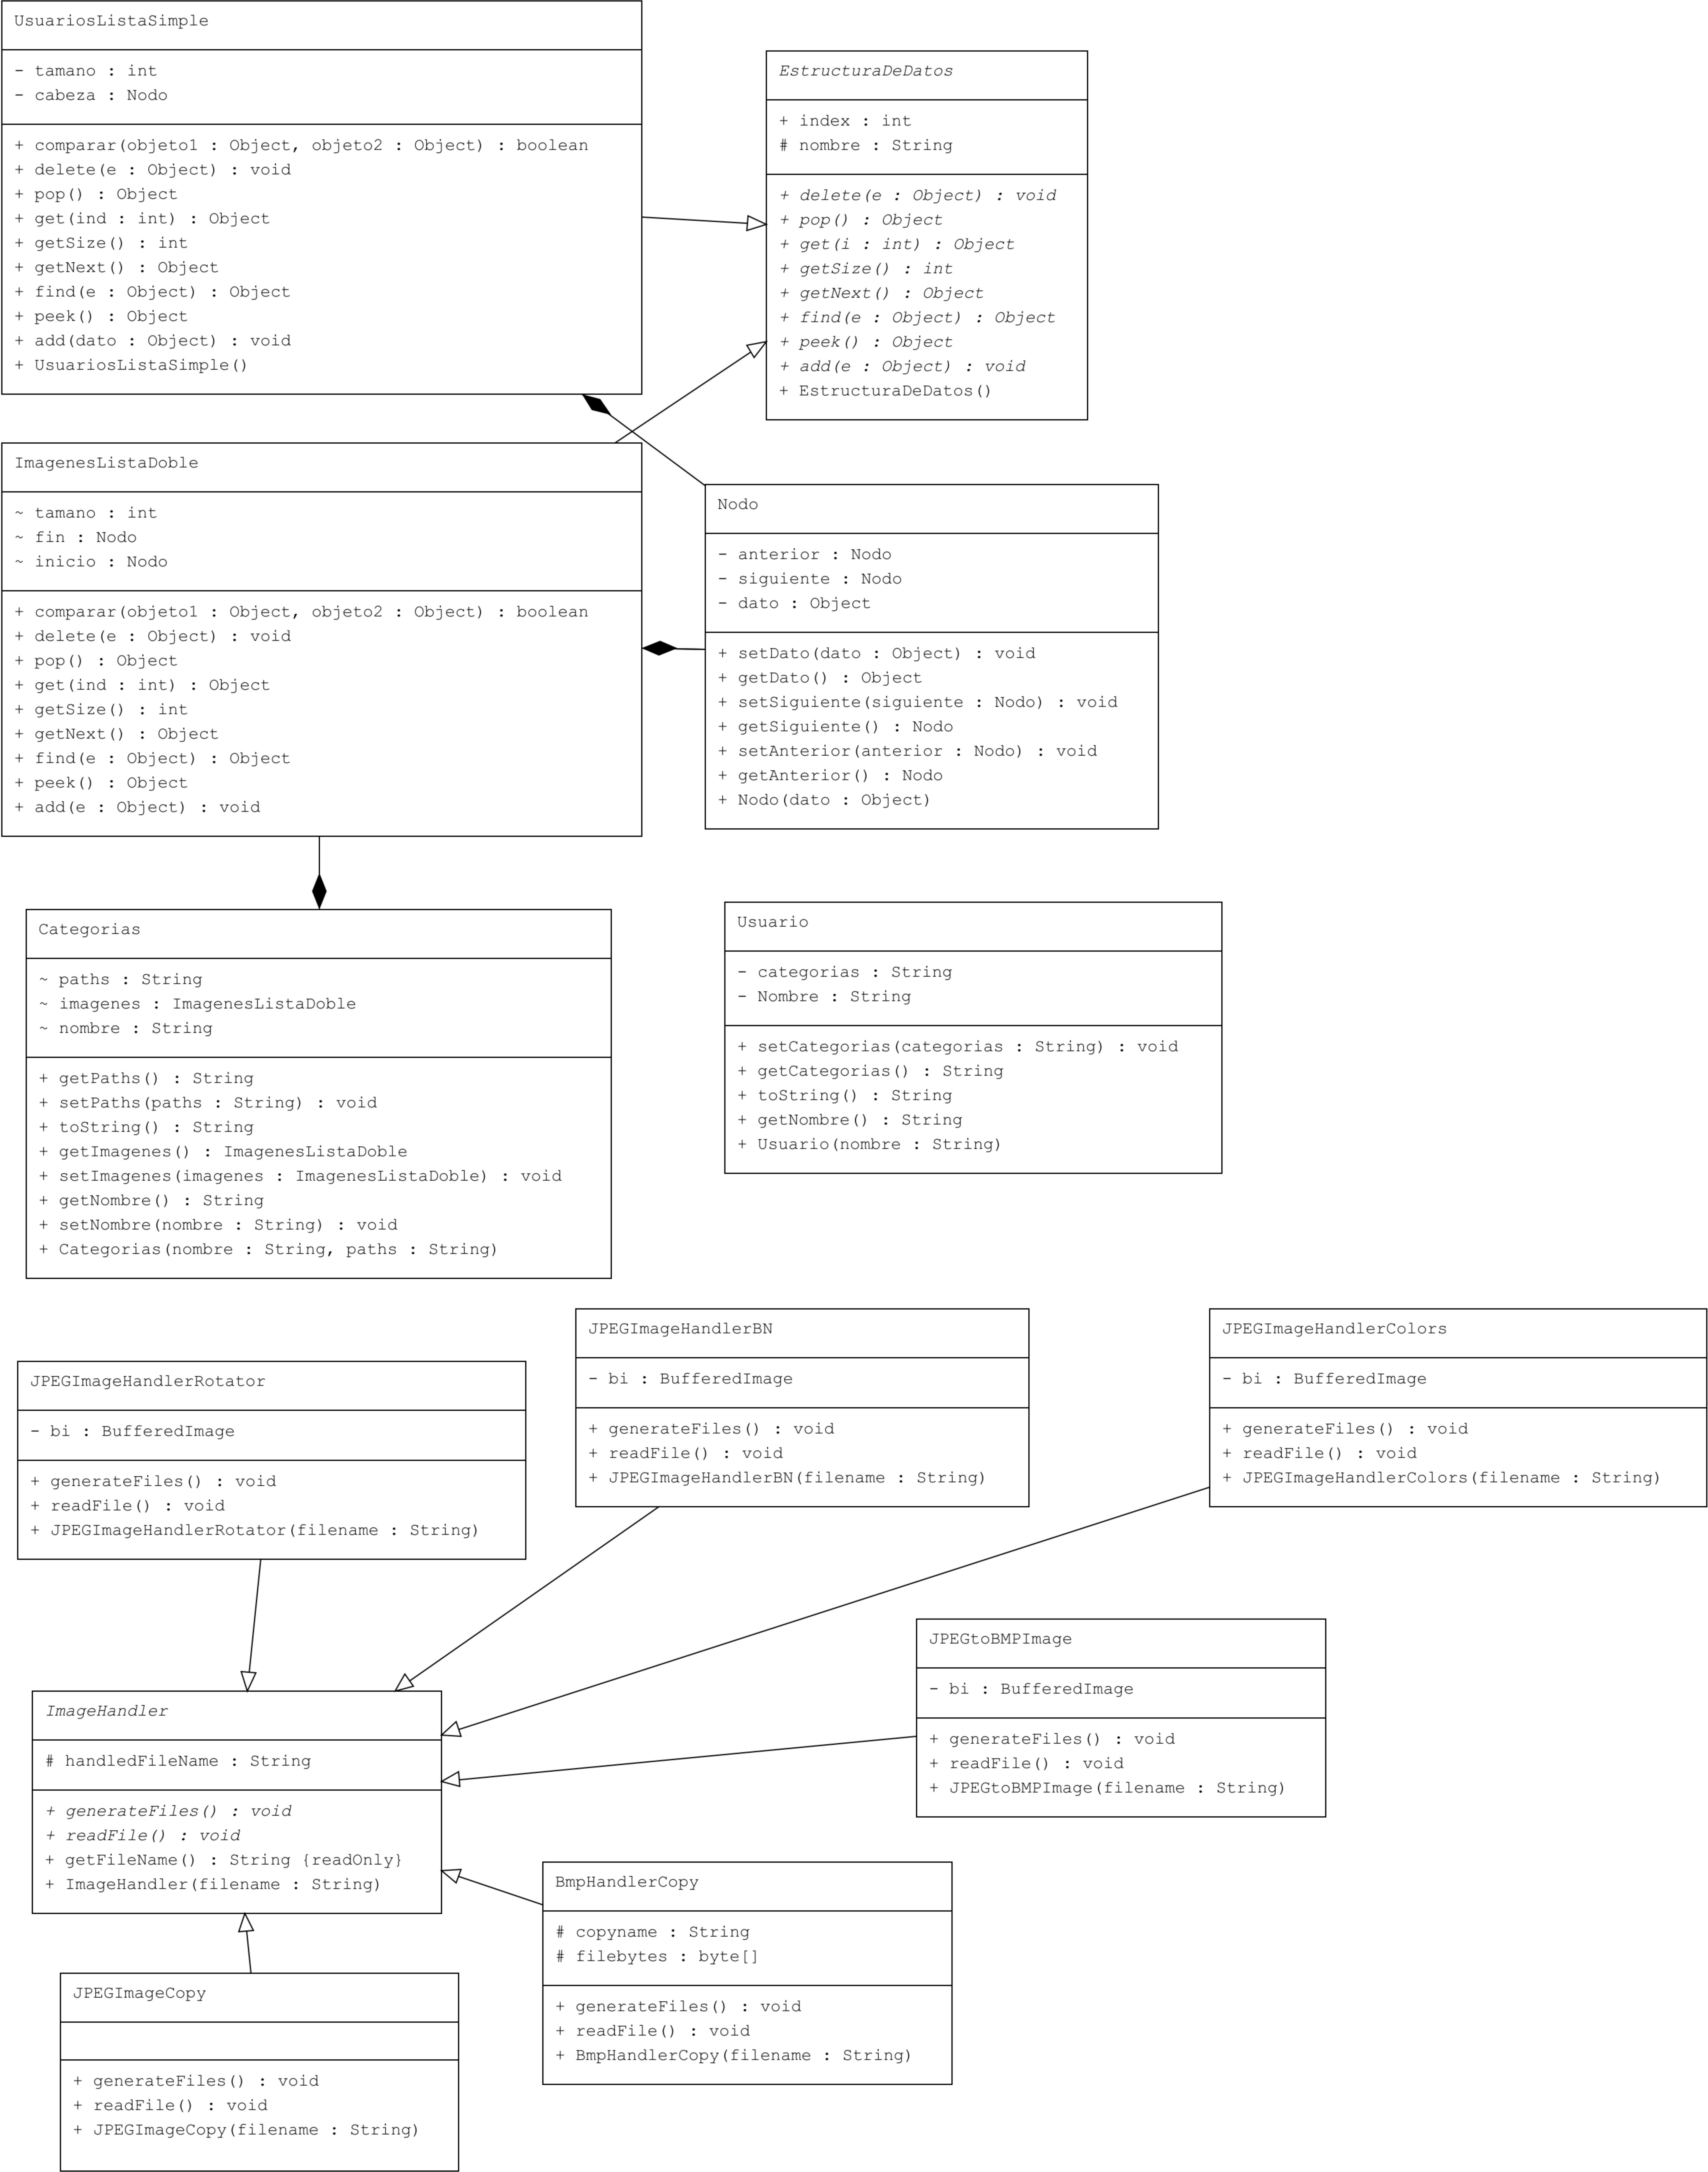 UsuariosListaSimple
- tamano : int
- cabeza : Nodo
+ comparar(objeto1 : Object, objeto2 : Object) : boolean
+ delete(e : Object) : void
+ pop() : Object
+ get(ind : int) : Object
+ getSize() : int
+ getNext() : Object
+ find(e : Object) : Object
+ peek() : Object
+ add(dato : Object) : void
+ UsuariosListaSimple()
EstructuraDeDatos
+ index : int
# nombre : String
+ delete(e : Object) : void
+ pop() : Object
+ get(i : int) : Object
+ getSize() : int
+ getNext() : Object
+ find(e : Object) : Object
+ peek() : Object
+ add(e : Object) : void
+ EstructuraDeDatos()
ImagenesListaDoble
~ tamano : int
~ fin : Nodo
~ inicio : Nodo
+ comparar(objeto1 : Object, objeto2 : Object) : boolean
+ delete(e : Object) : void
+ pop() : Object
+ get(ind : int) : Object
+ getSize() : int
+ getNext() : Object
+ find(e : Object) : Object
+ peek() : Object
+ add(e : Object) : void
Nodo
- anterior : Nodo
- siguiente : Nodo
- dato : Object
+ setDato(dato : Object) : void
+ getDato() : Object
+ setSiguiente(siguiente : Nodo) : void
+ getSiguiente() : Nodo
+ setAnterior(anterior : Nodo) : void
+ getAnterior() : Nodo
+ Nodo(dato : Object)
Categorias
~ paths : String
~ imagenes : ImagenesListaDoble
~ nombre : String
+ getPaths() : String
+ setPaths(paths : String) : void
+ toString() : String
+ getImagenes() : ImagenesListaDoble
+ setImagenes(imagenes : ImagenesListaDoble) : void
+ getNombre() : String
+ setNombre(nombre : String) : void
+ Categorias(nombre : String, paths : String)
Usuario
- categorias : String
- Nombre : String
+ setCategorias(categorias : String) : void
+ getCategorias() : String
+ toString() : String
+ getNombre() : String
+ Usuario(nombre : String)
JPEGImageHandlerRotator
- bi : BufferedImage
+ generateFiles() : void
+ readFile() : void
+ JPEGImageHandlerRotator(filename : String)
JPEGImageHandlerBN
- bi : BufferedImage
+ generateFiles() : void
+ readFile() : void
+ JPEGImageHandlerBN(filename : String)
JPEGImageHandlerColors
- bi : BufferedImage
+ generateFiles() : void
+ readFile() : void
+ JPEGImageHandlerColors(filename : String)
JPEGtoBMPImage
- bi : BufferedImage
+ generateFiles() : void
+ readFile() : void
+ JPEGtoBMPImage(filename : String)
ImageHandler
# handledFileName : String
+ generateFiles() : void
+ readFile() : void
+ getFileName() : String {readOnly}
+ ImageHandler(filename : String)
BmpHandlerCopy
# copyname : String
# filebytes : byte[]
+ generateFiles() : void
+ readFile() : void
+ BmpHandlerCopy(filename : String)
JPEGImageCopy
+ generateFiles() : void
+ readFile() : void
+ JPEGImageCopy(filename : String)